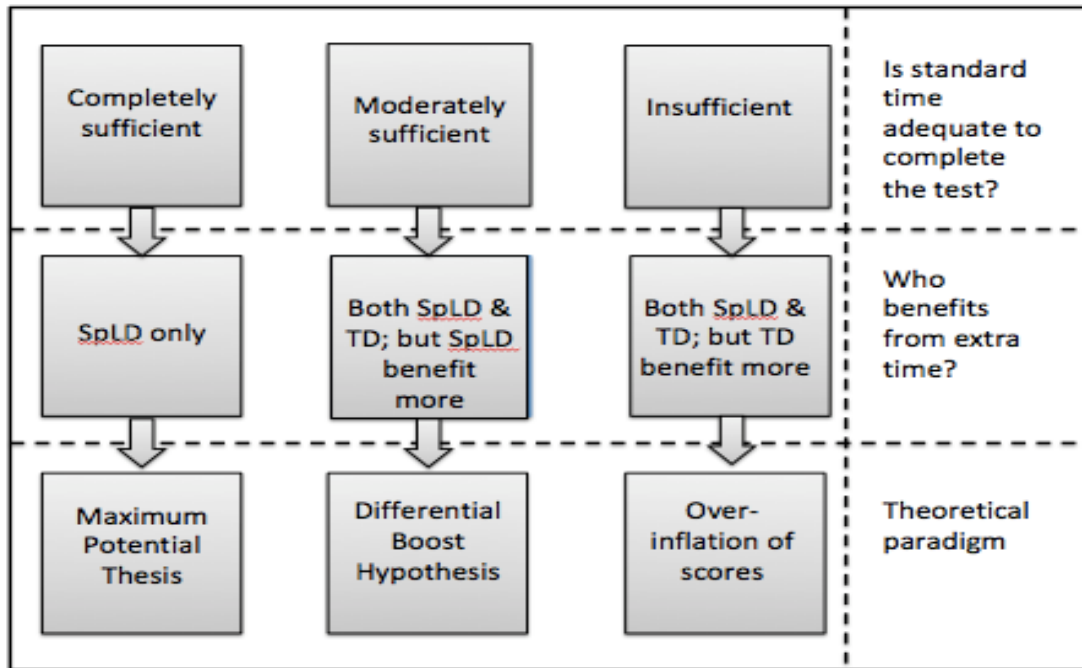 Completely
sufficient
Moderately
sufficient
Insufficient
Is standard
time
adequate to
complete
the test?
SpLD only
Both SpLD &
TD; but SpLD
benefit
more
Both SpLD &
TD; but TD
benefit more
Who
benefits
from extra
time?
Maximum
Potential
Thesis
Differential
Boost
Hypothesis
Over-
inflation of
scores
Theoretical
paradigm